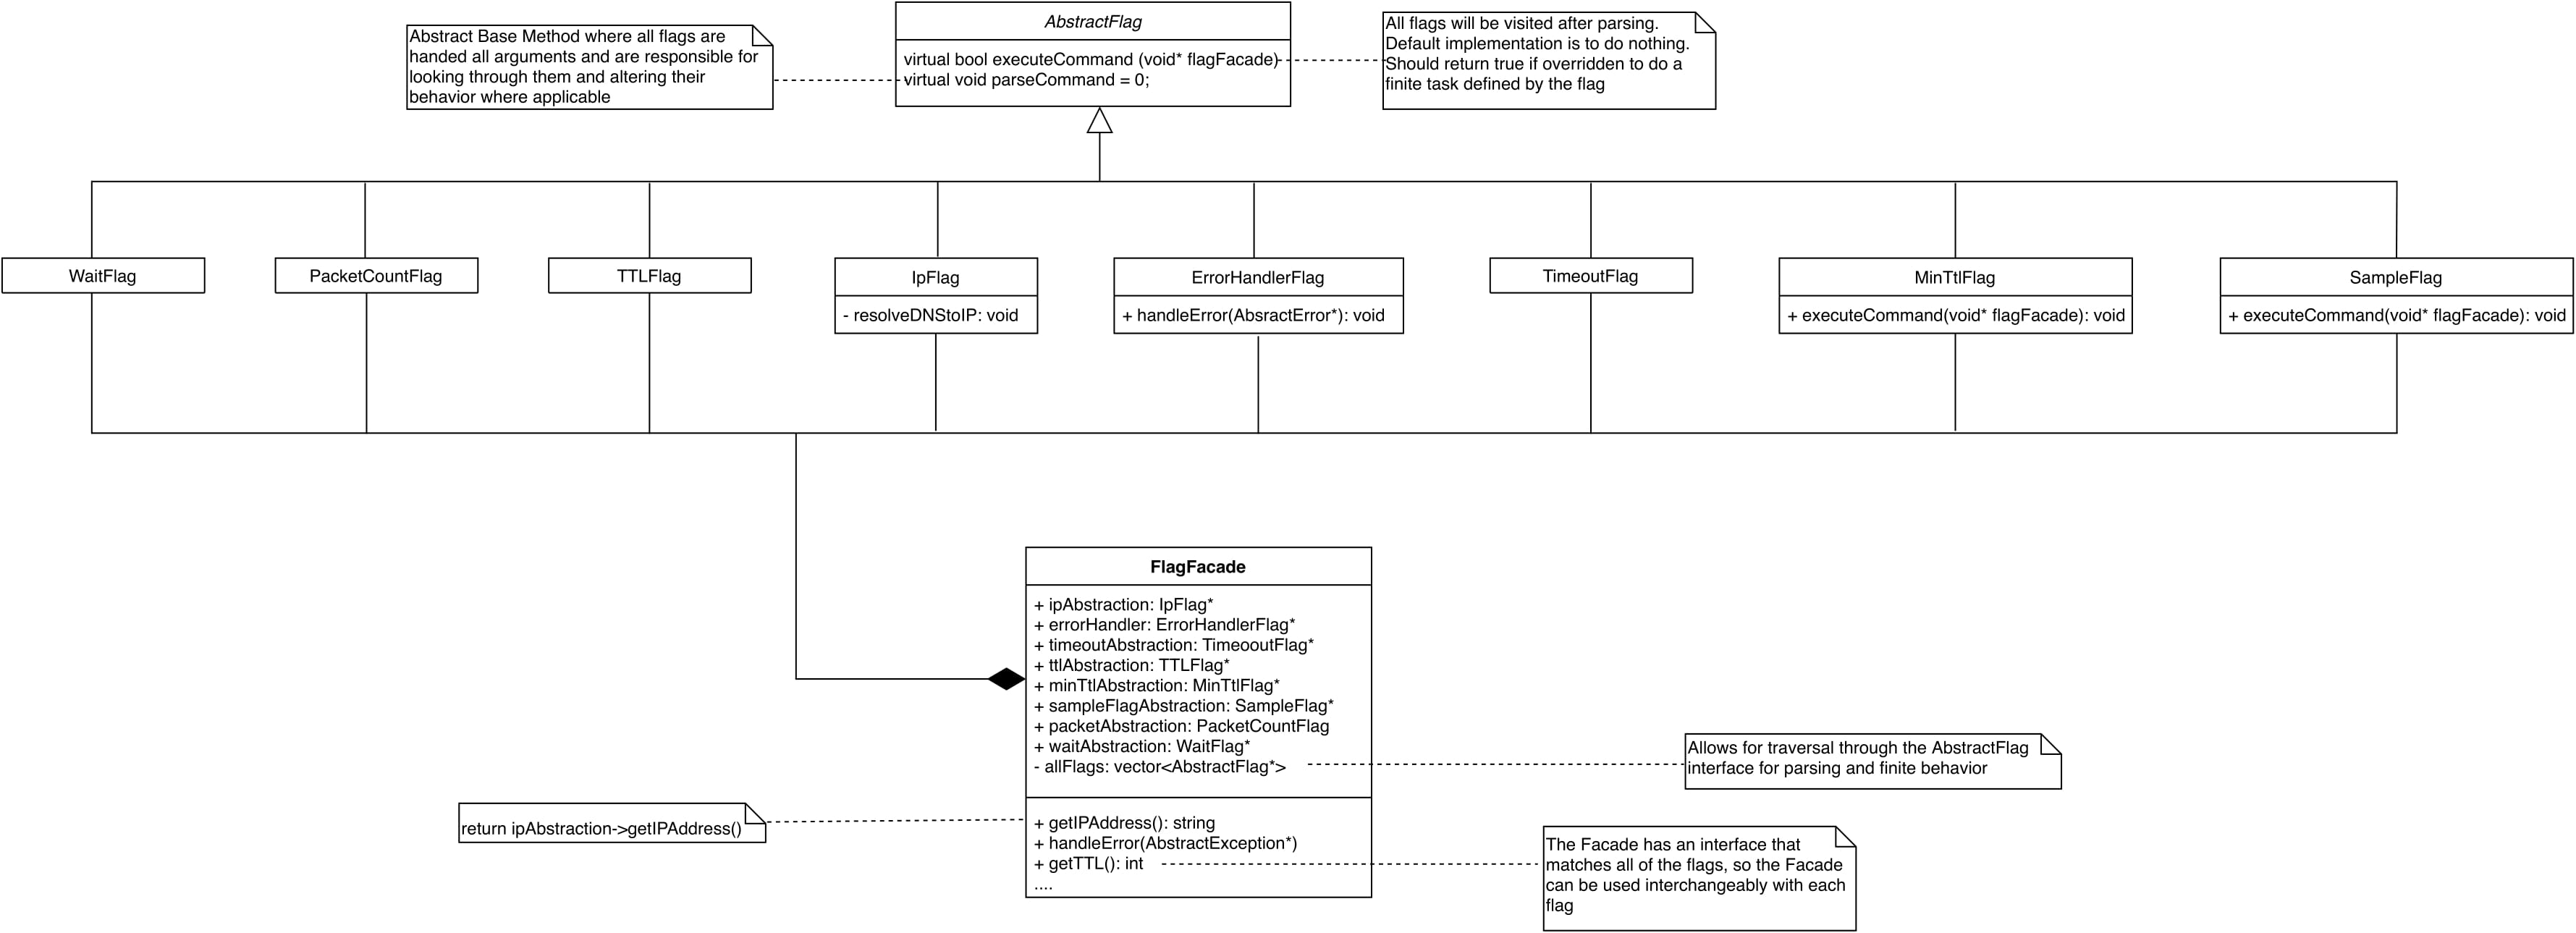 AbstractFlag
virtual bool executeCommand (void* flagFacade)
virtual void parseCommand = 0;
Abstract Base Method where all flags are
handed all arguments and are responsible for
looking through them and altering their
behavior where applicable
All flags will be visited after parsing.
Default implementation is to do nothing.
Should return true if overridden to do a
finite task defined by the flag
WaitFlag
PacketCountFlag
TTLFlag
IpFlag
- resolveDNStoIP: void
ErrorHandlerFlag
+ handleError(AbsractError*): void
TimeoutFlag
MinTtlFlag
+ executeCommand(void* flagFacade): void
SampleFlag
+ executeCommand(void* flagFacade): void
FlagFacade
+ ipAbstraction: IpFlag*
+ errorHandler: ErrorHandlerFlag*
+ timeoutAbstraction: TimeooutFlag*
+ ttlAbstraction: TTLFlag*
+ minTtlAbstraction: MinTtlFlag*
+ sampleFlagAbstraction: SampleFlag*
+ packetAbstraction: PacketCountFlag
+ waitAbstraction: WaitFlag*
- allFlags: vector<AbstractFlag*>
+ getIPAddress(): string
+ handleError(AbstractException*)
+ getTTL(): int
....
Allows for traversal through the AbstractFlag
interface for parsing and finite behavior
return ipAbstraction->getIPAddress()
The Facade has an interface that
matches all of the flags, so the Facade
can be used interchangeably with each
flag